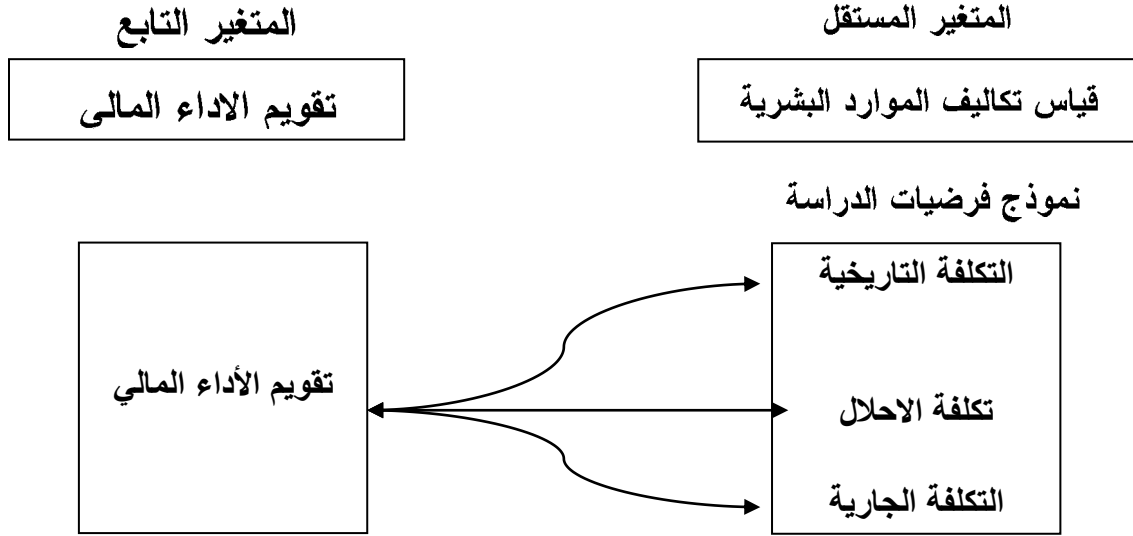 المتغير المستقل
المتغير التابع
قياس تكاليف الموارد البشرية
تقويم الاداء المالى
نموذج فرضيات الدراسة
التكلفة التاريخية
تقويم الأداء المالي
تكلفة الاحلال
التكلفة الجارية